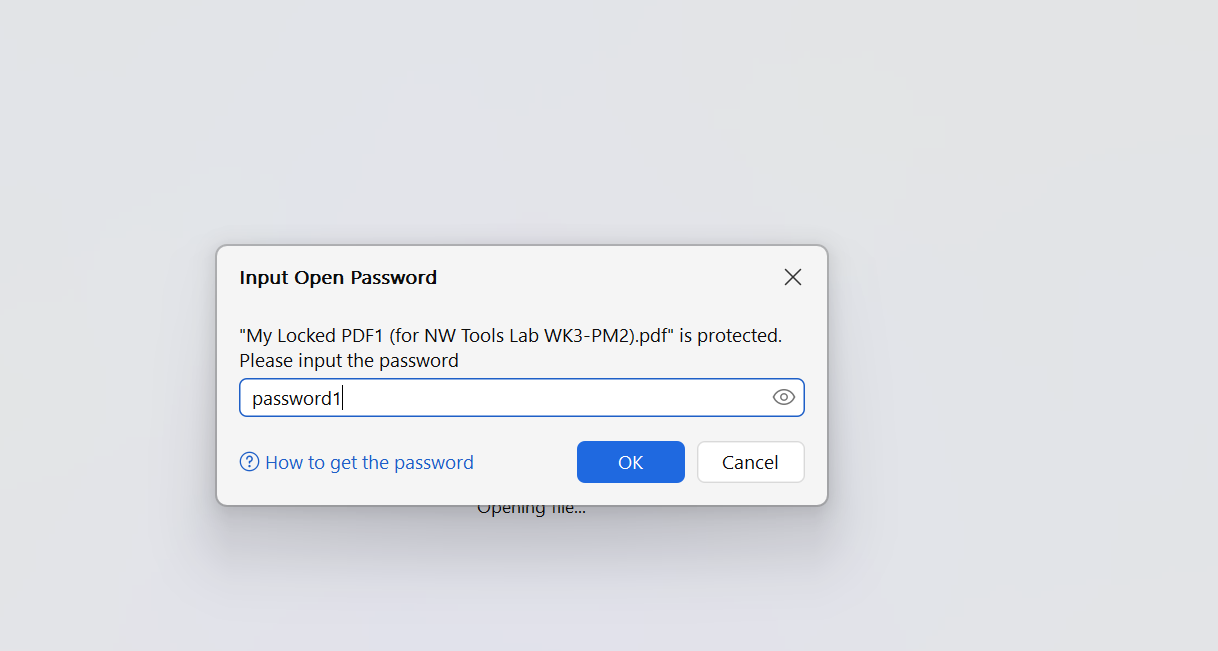 Input Open Password
"My Locked PDF1 (for NW Tools Lab WK3-PM2).pdf" is protected.
Please input the password
password1
How to get the password
OK
Cancel
Opening file...